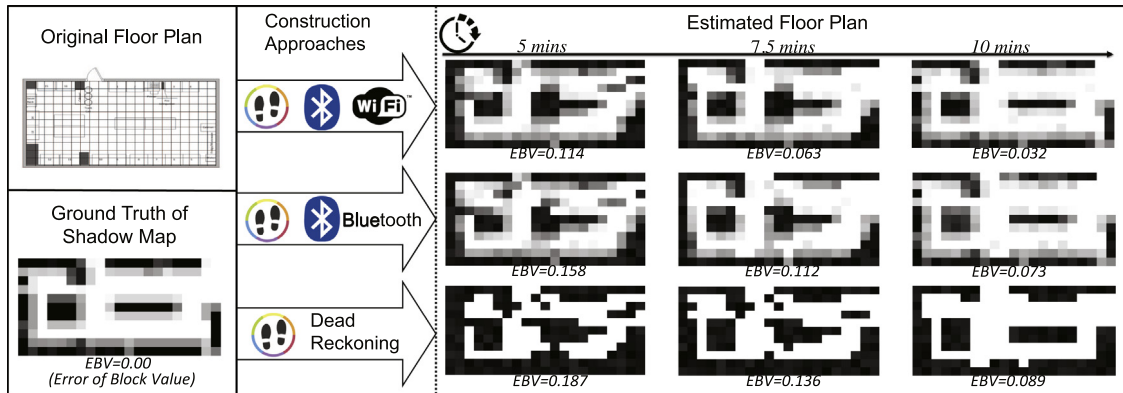 Original Floor Plan
Ground Truth of
Shadow Map
EBV=0.00
(Error of Block Value)
Construction
Approaches
WiFi™
Bluetooth
Dead
Reckoning
Estimated Floor Plan
5 mins
7.5 mins
10 mins
EBV=0.114
EBV=0.063
EBV=0.032
EBV=0.158
EBV=0.112
EBV=0.073
EBV=0.187
EBV=0.136
EBV=0.089